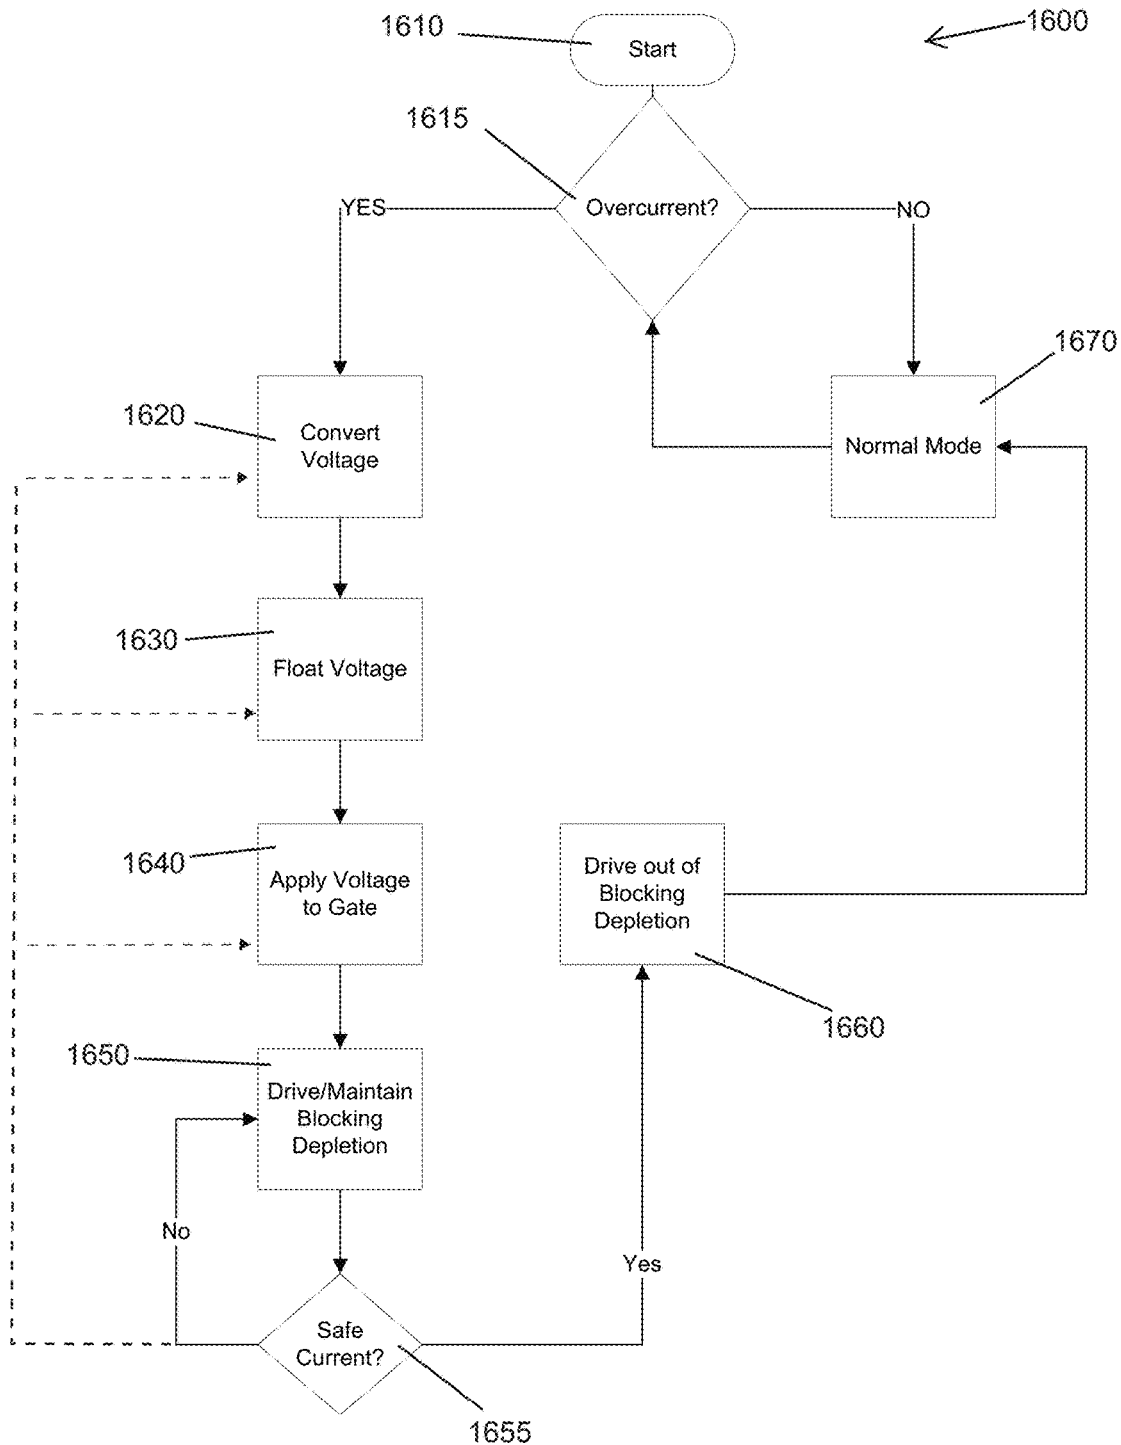 1610
Start
1600
1615
Overcurrent?
YES
NO
1670
1620
Convert
Voltage
Normal Mode
1630
Float Voltage
1640
Apply Voltage
to Gate
Drive out of
Blocking
Depletion
1660
1650
Drive/Maintain
Blocking
Depletion
No
Yes
Safe
Current?
1655